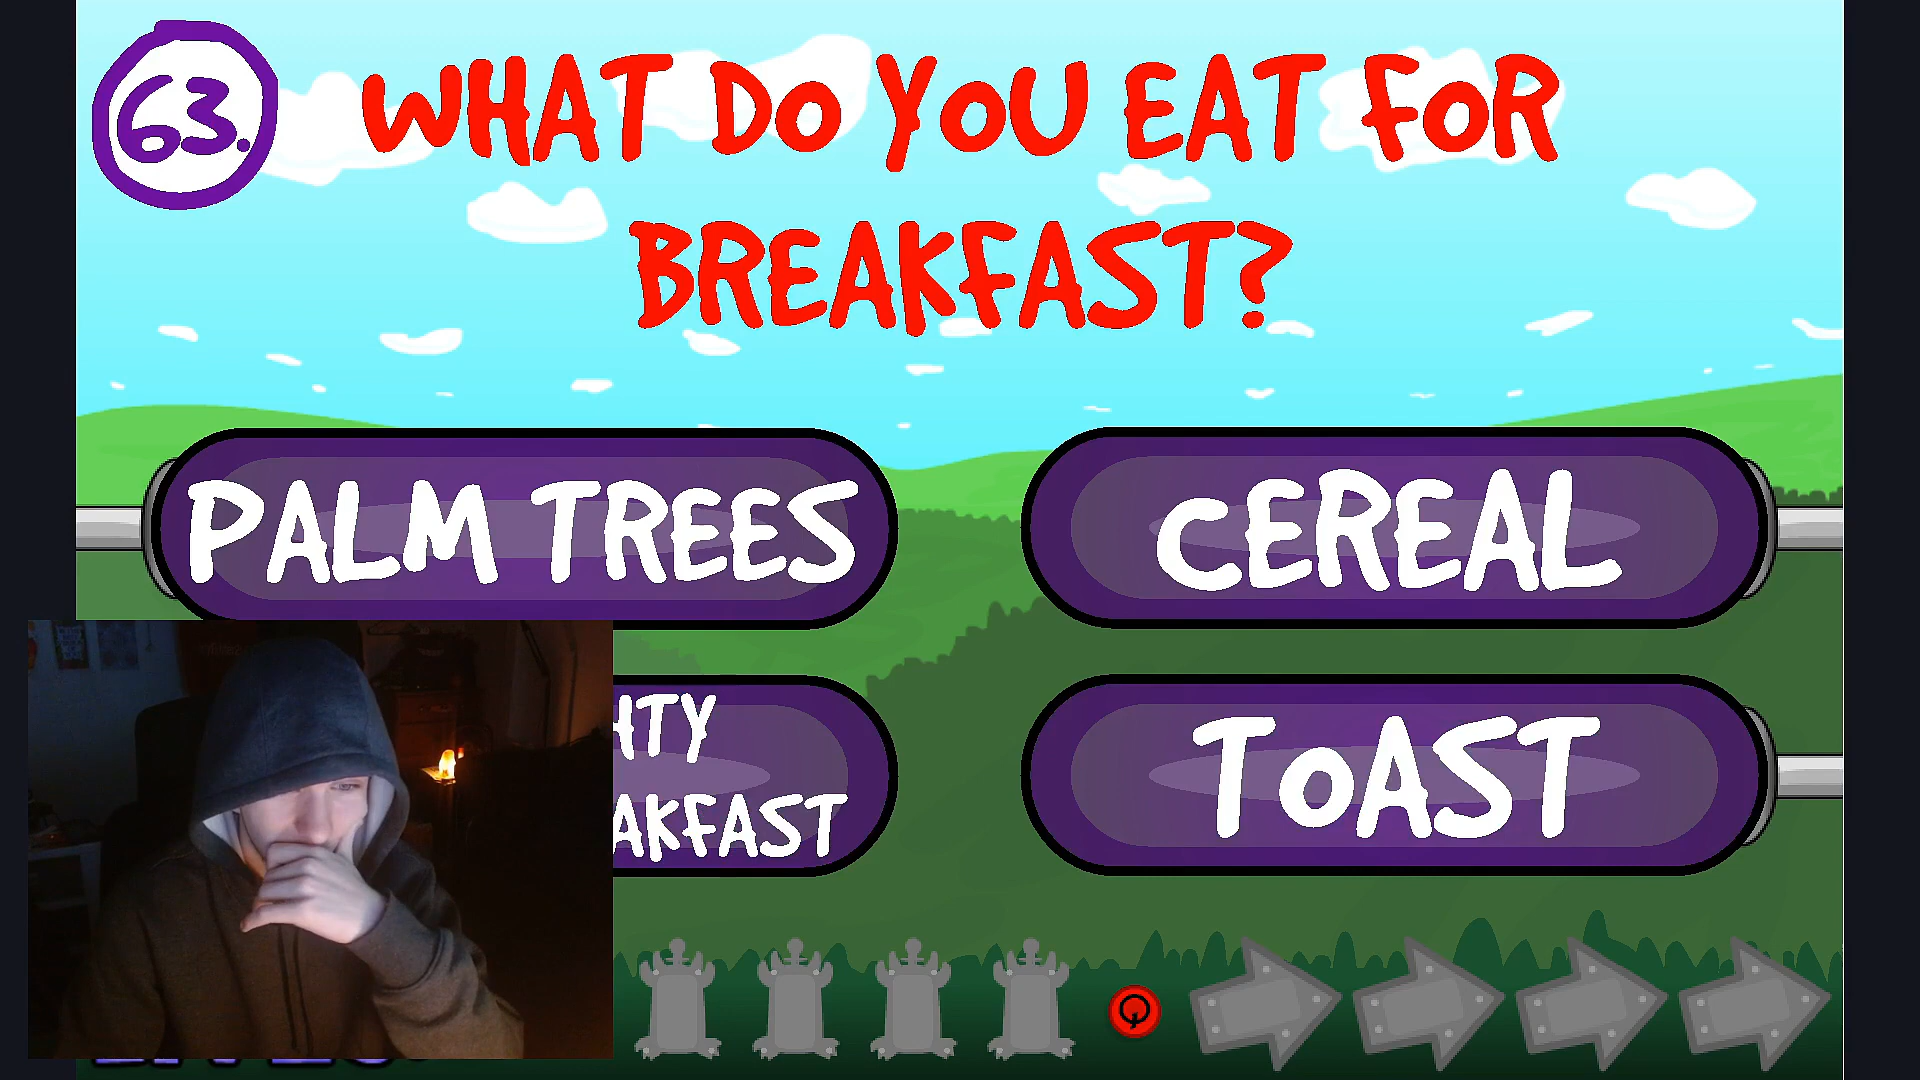 63.
WHAT DO YOU EAT FOR
BREAKFAST?
PALM TREES
CEREAL
TOAST